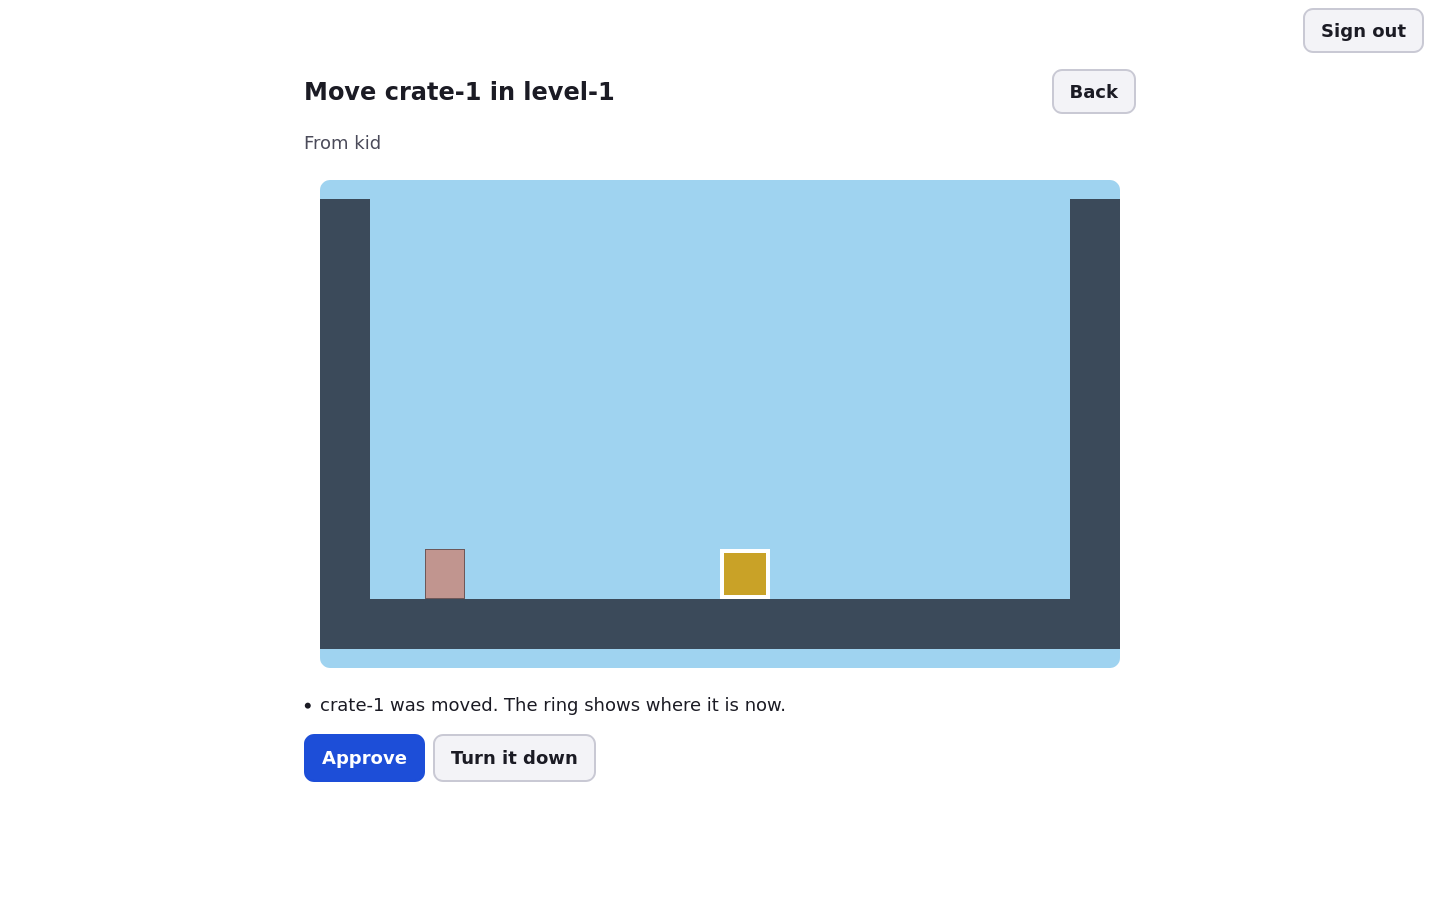 Sign out
Move crate-1 in level-1
Back
From kid
• crate-1 was moved. The ring shows where it is now.
Approve
Turn it down